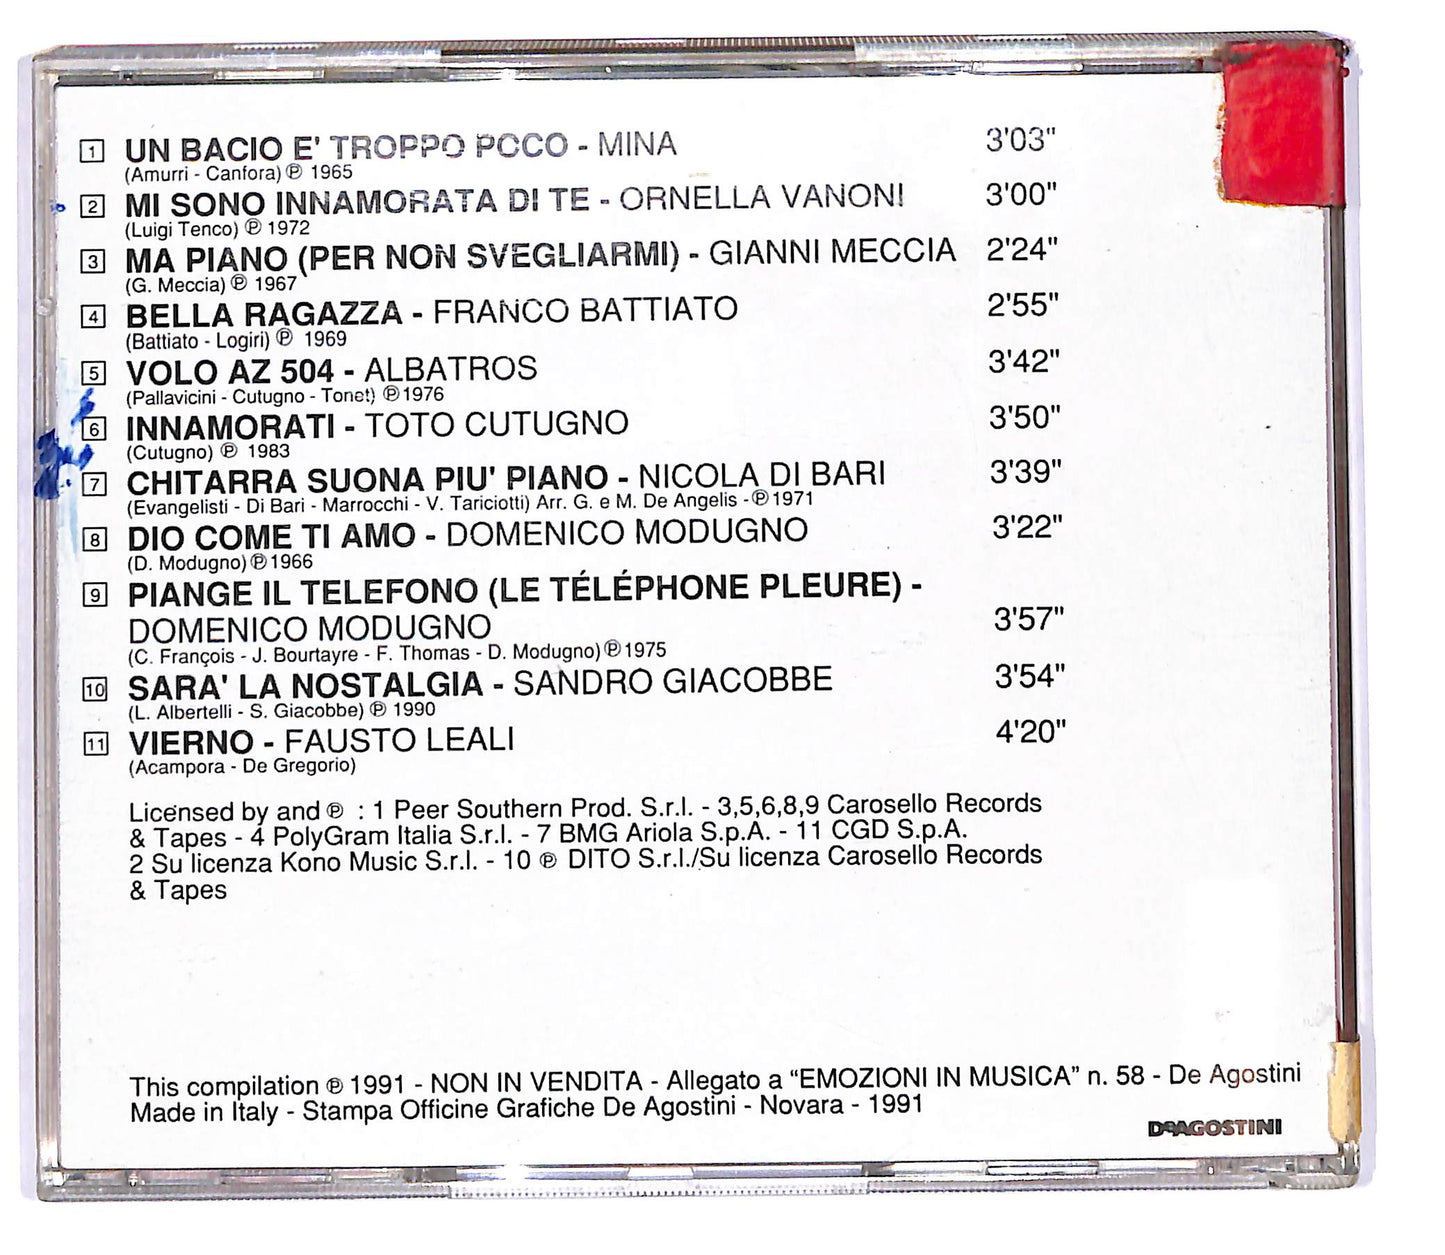 1 UN BACIO E' TROPPO POCO - MINA 3'03"
(Amurri - Canfora) ℗ 1965
2 MI SONO INNAMORATA DI TE - ORNELLA VANONI 3'00"
(Luigi Tenco) ℗ 1972
3 MA PIANO (PER NON SVEGLIARMI) - GIANNI MECCIA 2'24"
(G. Meccia) ℗ 1967
4 BELLA RAGAZZA - FRANCO BATTIATO 2'55"
(Battiato - Logiri) ℗ 1969
5 VOLO AZ 504 - ALBATROS 3'42"
(Pallavicini - Cutugno - Tonet) ℗1976
6 INNAMORATI - TOTO CUTUGNO 3'50"
(Cutugno) ℗ 1983
7 CHITARRA SUONA PIU' PIANO - NICOLA DI BARI 3'39"
(Evangelisti - Di Bari - Marrocchi - V. Tariciotti) Arr. G. e M. De Angelis -℗1971
8 DIO COME TI AMO - DOMENICO MODUGNO 3'22"
(D. Modugno)℗1966
9 PIANGE IL TELEFONO (LE TÉLÉPHONE PLEURE) -
DOMENICO MODUGNO 3'57"
(C. François - J. Bourtayre - F. Thomas - D. Modugno)℗1975
10 SARA' LA NOSTALGIA - SANDRO GIACOBBE 3'54"
(L. Albertelli - S. Giacobbe) ℗ 1990
11 VIERNO - FAUSTO LEALI 4'20"
(Acampora - De Gregorio)
Licensed by and ℗ : 1 Peer Southern Prod. S.r.l. - 3,5,6,8,9 Carosello Records
& Tapes - 4 PolyGram Italia S.r.l. - 7 BMG Ariola S.p.A. - 11 CGD S.p.A.
2 Su licenza Kono Music S.r.l. - 10 ℗ DITO S.r.l./Su licenza Carosello Records
& Tapes
This compilation ℗ 1991 - NON IN VENDITA - Allegato a “EMOZIONI IN MUSICA” n. 58 - De Agostini
Made in Italy - Stampa Officine Grafiche De Agostini - Novara - 1991
DeAGOSTINI